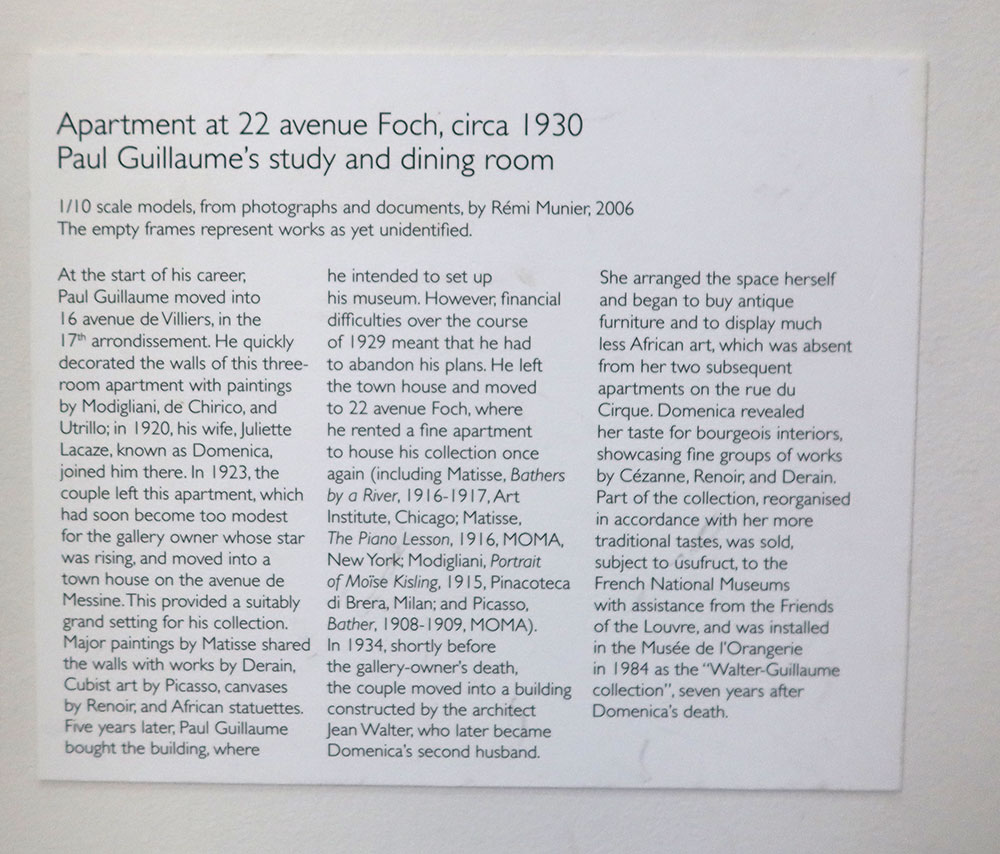 Apartment at 22 avenue Foch, circa 1930
Paul Guillaume's study and dining room
1/10 scale models, from photographs and documents, by Rémi Munier, 2006
The empty frames represent works as yet unidentified.
At the start of his career,
Paul Guillaume moved into
16 avenue de Villiers, in the
17th arrondissement. He quickly
decorated the walls of this three-
room apartment with paintings
by Modigliani, de Chirico, and
Utrillo; in 1920, his wife, Juliette
Lacaze, known as Domenica,
joined him there. In 1923, the
couple left this apartment, which
had soon become too modest
for the gallery owner whose star
was rising, and moved into a
town house on the avenue de
Messine. This provided a suitably
grand setting for his collection.
Major paintings by Matisse shared
the walls with works by Derain,
Cubist art by Picasso, canvases
by Renoir, and African statuettes.
Five years later, Paul Guillaume
bought the building, where
he intended to set up
his museum. However, financial
difficulties over the course
of 1929 meant that he had
to abandon his plans. He left
the town house and moved
to 22 avenue Foch, where
he rented a fine apartment
to house his collection once
again (including Matisse, Bathers
by a River, 1916-1917, Art
Institute, Chicago; Matisse,
The Piano Lesson, 1916, MOMA,
New York; Modigliani, Portrait
of Moïse Kisling, 1915, Pinacoteca
di Brera, Milan; and Picasso,
Bather, 1908-1909, MOMA).
In 1934, shortly before
the gallery-owner's death,
the couple moved into a building
constructed by the architect
Jean Walter, who later became
Domenica's second husband.
She arranged the space herself
and began to buy antique
furniture and to display much
less African art, which was absent
from her two subsequent
apartments on the rue du
Cirque. Domenica revealed
her taste for bourgeois interiors,
showcasing fine groups of works
by Cézanne, Renoir, and Derain.
Part of the collection, reorganised
in accordance with her more
traditional tastes, was sold,
subject to usufruct, to the
French National Museums
with assistance from the Friends
of the Louvre, and was installed
in the Musée de l'Orangerie
in 1984 as the "Walter-Guillaume
collection", seven years after
Domenica's death.